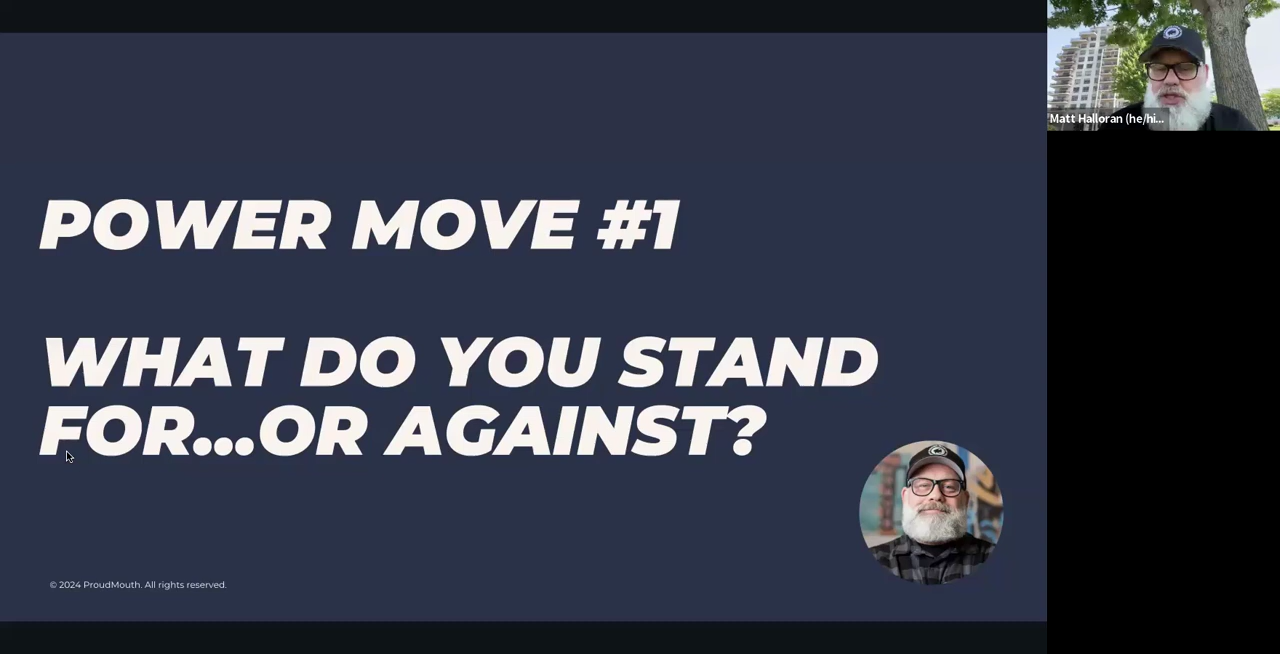 POWER MOVE #1
WHAT DO YOU STAND
FOR...OR AGAINST?
© 2024 ProudMouth. All rights reserved.
Matt Halloran (he/hi...